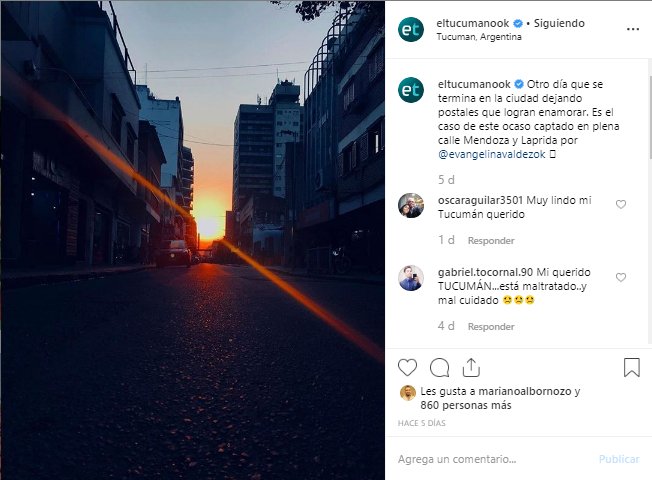 eltucumanook • Siguiendo
Tucuman, Argentina
et
eltucumanook Otro día que se
termina en la ciudad dejando
postales que logran enamorar. Es el
caso de este ocaso captado en plena
calle Mendoza y Laprida por
@evangelinavaldezok
5 d
oscaraguilar3501 Muy lindo mi
Tucumán querido
1 d Responder
gabriel.tocornal.90 Mi querido
TUCUMÁN...está maltratado..y
mal cuidado 😢😢😢
4 d Responder
Les gusta a marianoalbornozo y
860 personas más
HACE 5 DÍAS
Agrega un comentario... Publicar